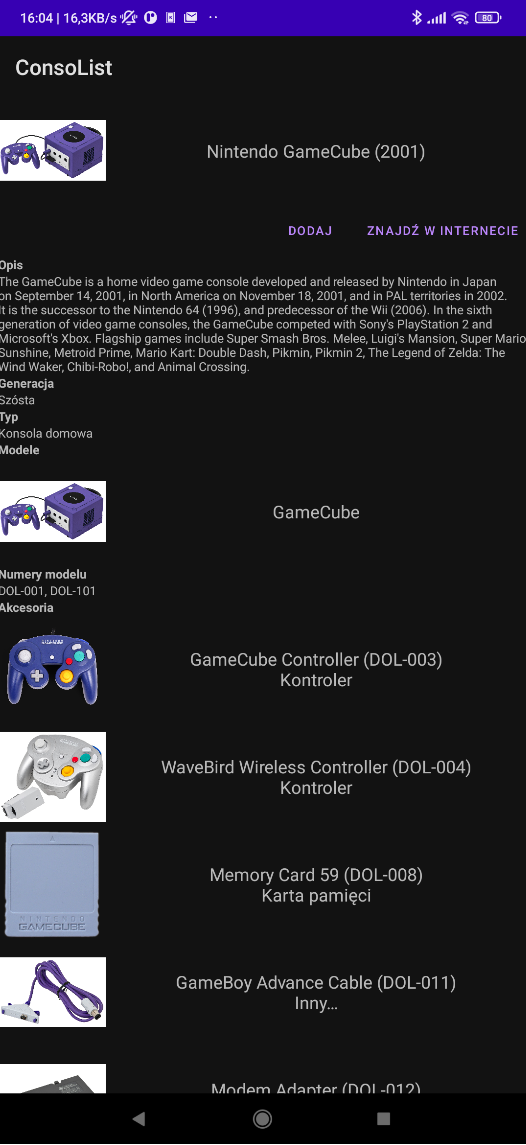 16:04 | 16,3KB/s
80
ConsoList
Nintendo GameCube (2001)
DODAJ
ZNAJDŹ W INTERNECIE
Opis
The GameCube is a home video game console developed and released by Nintendo in Japan
on September 14, 2001, in North America on November 18, 2001, and in PAL territories in 2002.
It is the successor to the Nintendo 64 (1996), and predecessor of the Wii (2006). In the sixth
generation of video game consoles, the GameCube competed with Sony's PlayStation 2 and
Microsoft's Xbox. Flagship games include Super Smash Bros. Melee, Luigi's Mansion, Super Mario
Sunshine, Metroid Prime, Mario Kart: Double Dash, Pikmin, Pikmin 2, The Legend of Zelda: The
Wind Waker, Chibi-Robo!, and Animal Crossing.
Generacja
Szósta
Typ
Konsola domowa
Modele
GameCube
Numery modelu
DOL-001, DOL-101
Akcesoria
GameCube Controller (DOL-003)
Kontroler
WaveBird Wireless Controller (DOL-004)
Kontroler
Memory Card 59 (DOL-008)
Karta pamięci
NINTENDO
GAMECUBE
GameBoy Advance Cable (DOL-011)
Inny...
Modem Adapter (DOL-012)